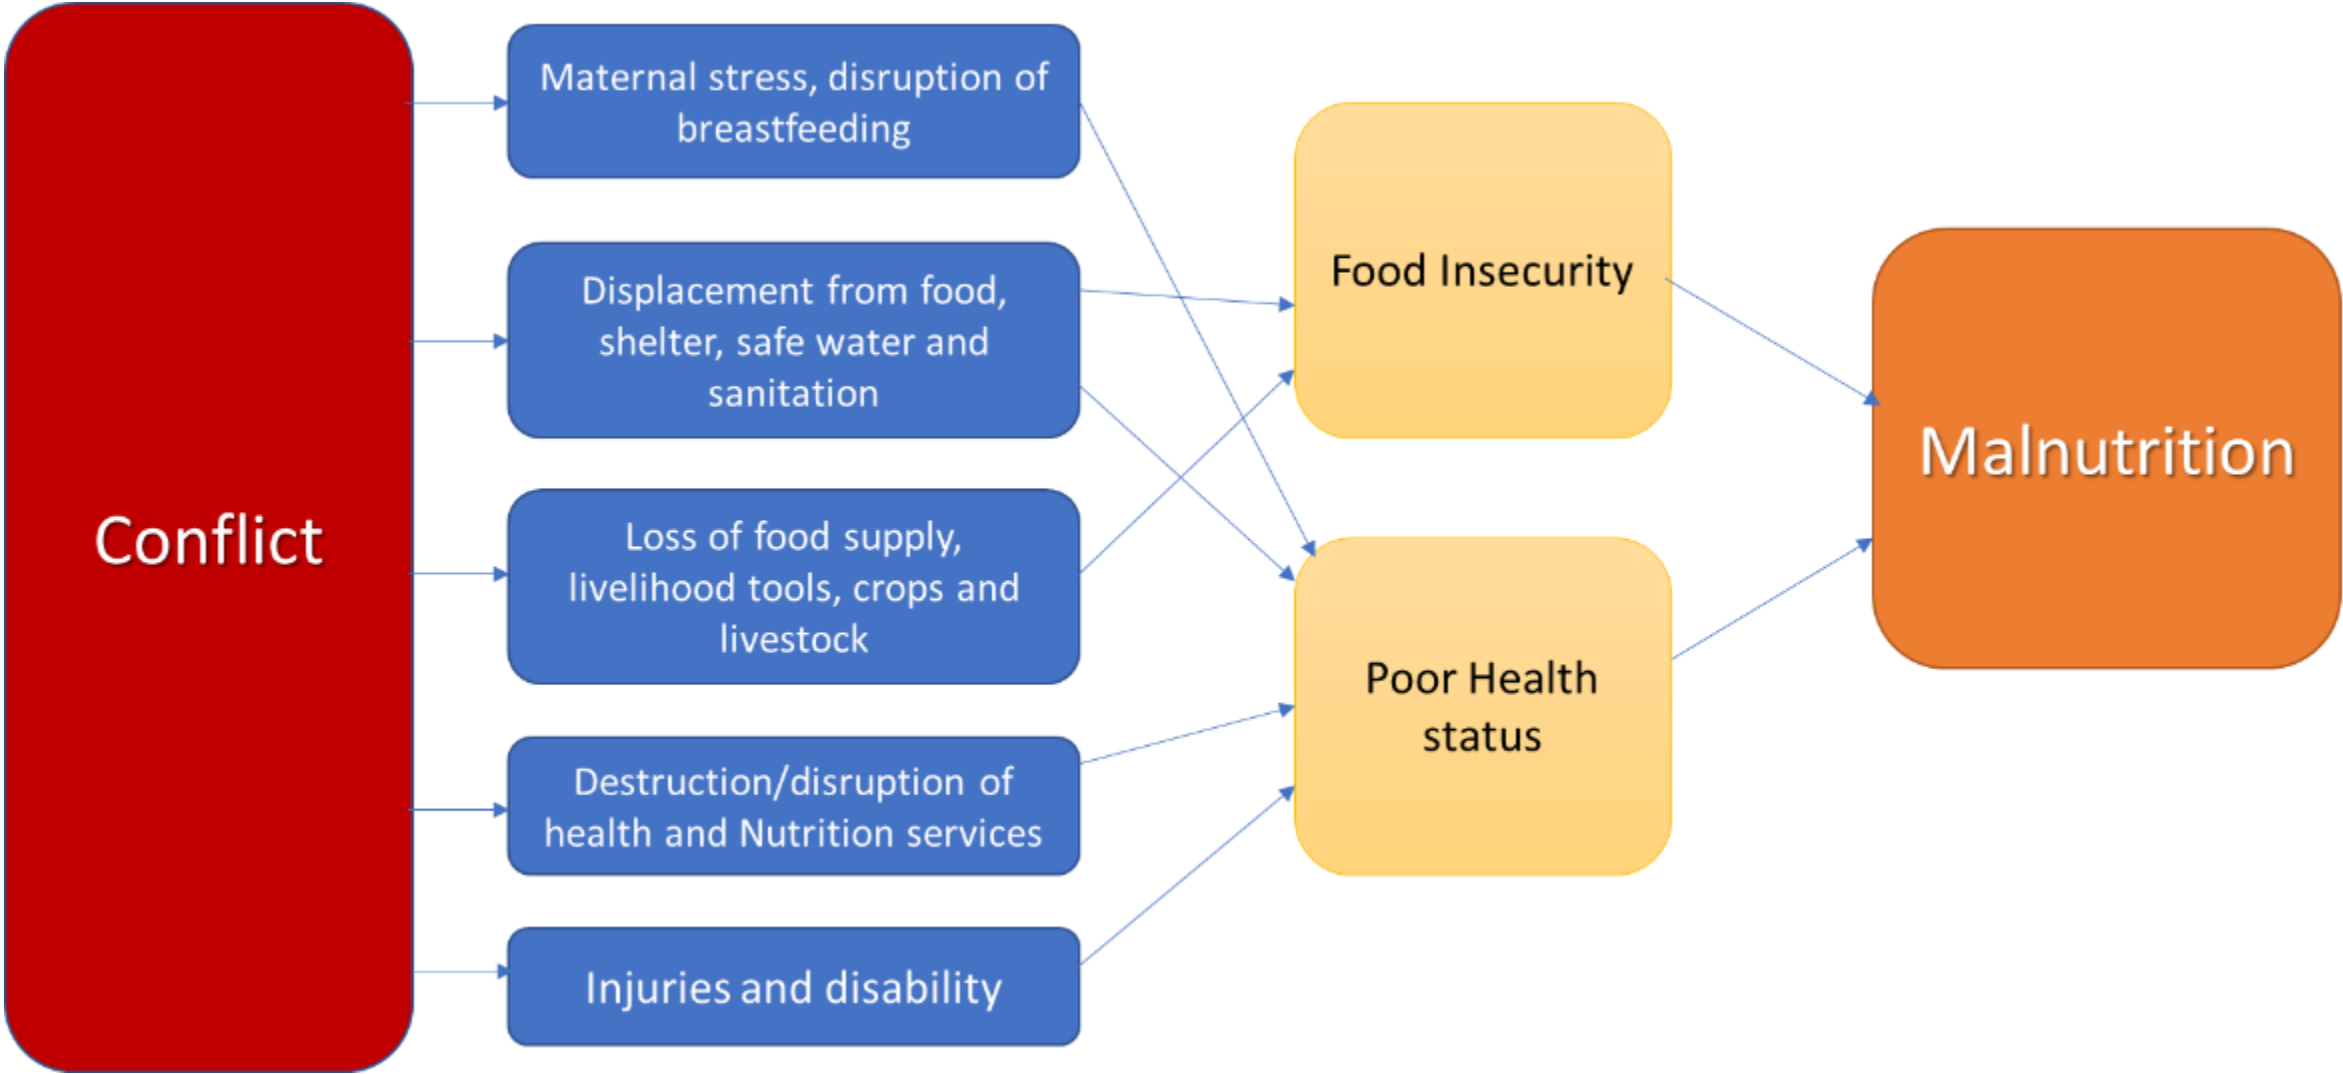 Conflict
Maternal stress, disruption of
breastfeeding
Displacement from food,
shelter, safe water and
sanitation
Loss of food supply,
livelihood tools, crops and
livestock
Destruction/disruption of
health and Nutrition services
Injuries and disability
Food Insecurity
Poor Health
status
Malnutrition